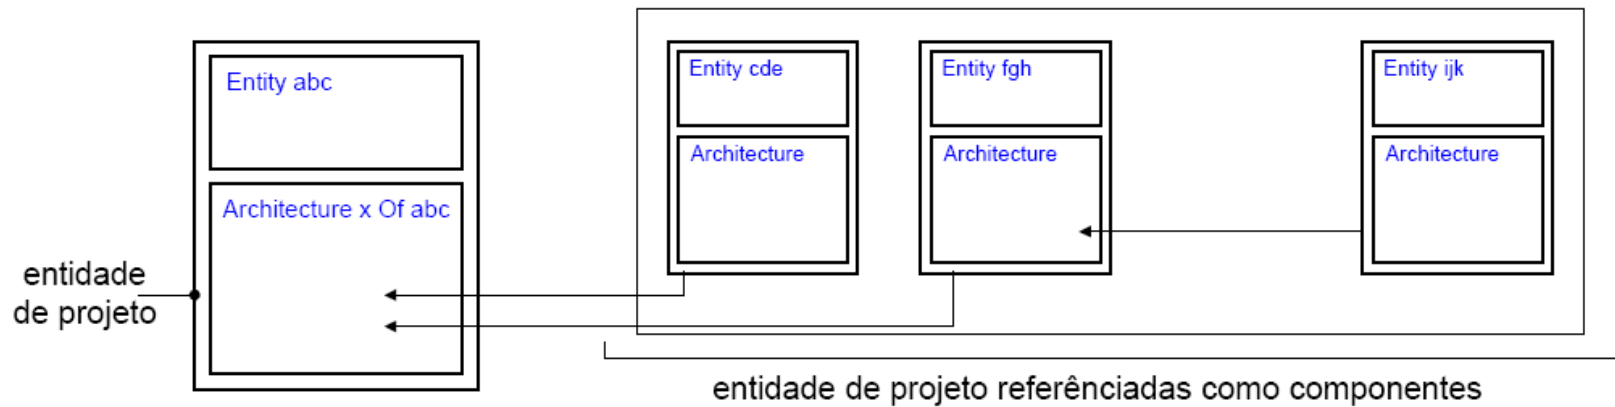 Entity abc
Architecture x Of abc
entidade
de projeto
Entity cde
Architecture
Entity fgh
Architecture
Entity ijk
Architecture
entidade de projeto referênciadas como componentes